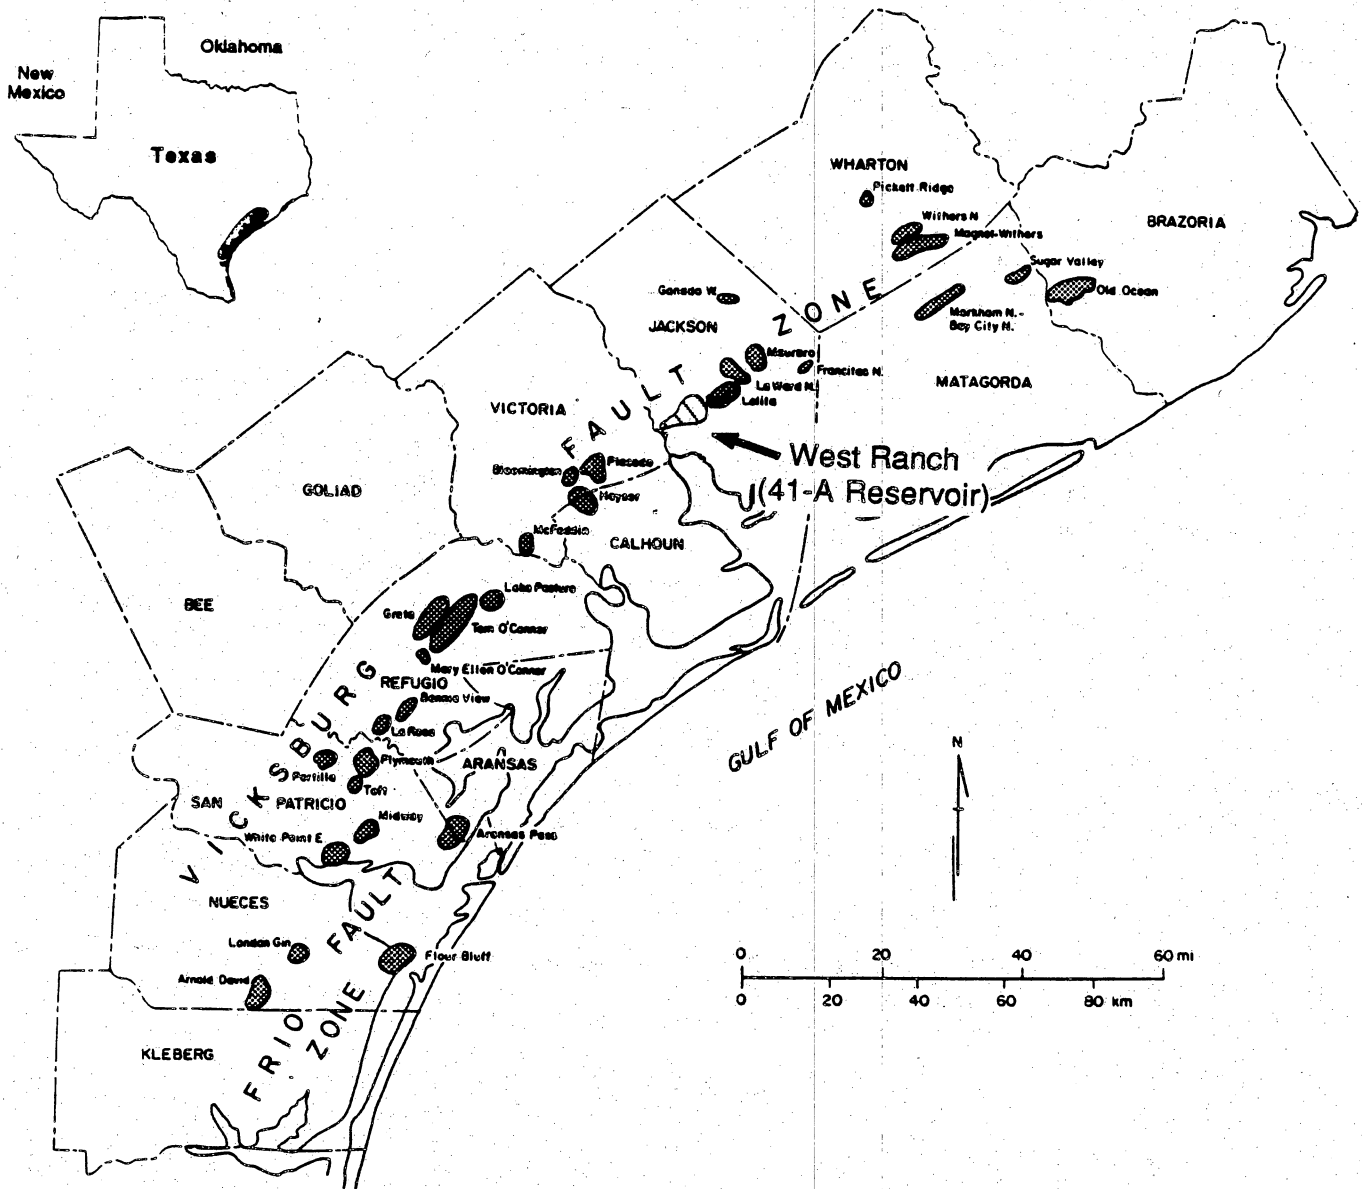 Oklahoma
New
Mexico
Texas
WHARTON
Pickett Ridge
Withers N
Magnet-Withers
BRAZORIA
Sugar Valley
Old Ocean
Ganado W.
Markham N.-
Bay City N.
JACKSON
ZONE
Maurbro
Francitas N.
La Ward N.
Lolita
MATAGORDA
VICTORIA
FAULT
West Ranch
(41-A Reservoir)
Bloomington
Placedo
Heyser
GOLIAD
McFaddin
CALHOUN
BEE
Lake Pasture
Greta
Tom O'Connor
Mary Ellen O'Connor
REFUGIO
Bonnie View
La Rosa
VICKSBURG
GULF OF MEXICO
N
Portilla
Plymouth
ARANSAS
Taft
SAN PATRICIO
Midway
White Point E.
Aransas Pass
NUECES
FRIO FAULT
ZONE
London Gin
Flour Bluff
Arnold David
KLEBERG
0 20 40 60 mi
0 20 40 60 80 km